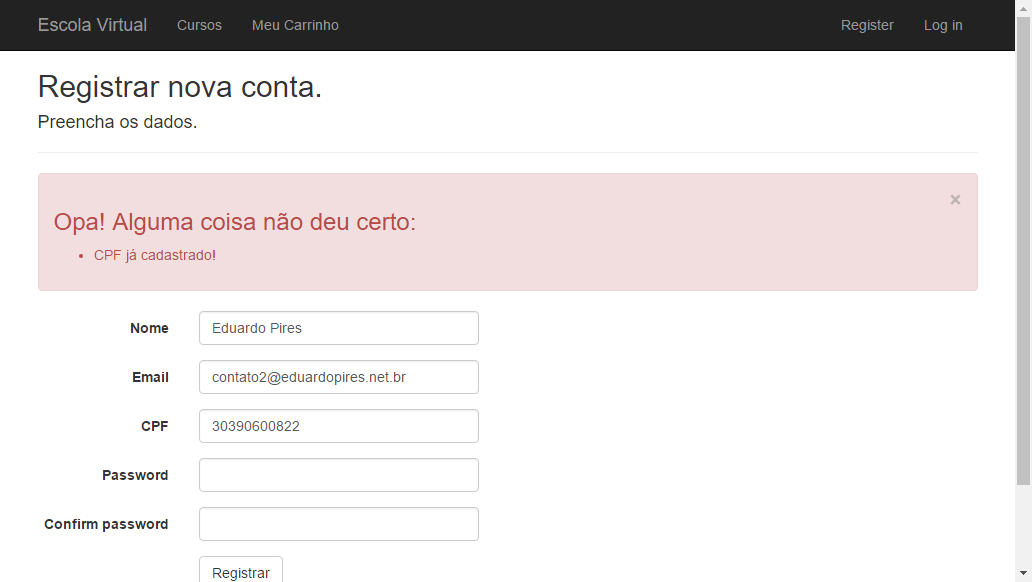 Escola Virtual Cursos Meu Carrinho Register Log in
Registrar nova conta.
Preencha os dados.
×
Opa! Alguma coisa não deu certo:
• CPF já cadastrado!
Nome Eduardo Pires
Email contato2@eduardopires.net.br
CPF 30390600822
Password
Confirm password
Registrar